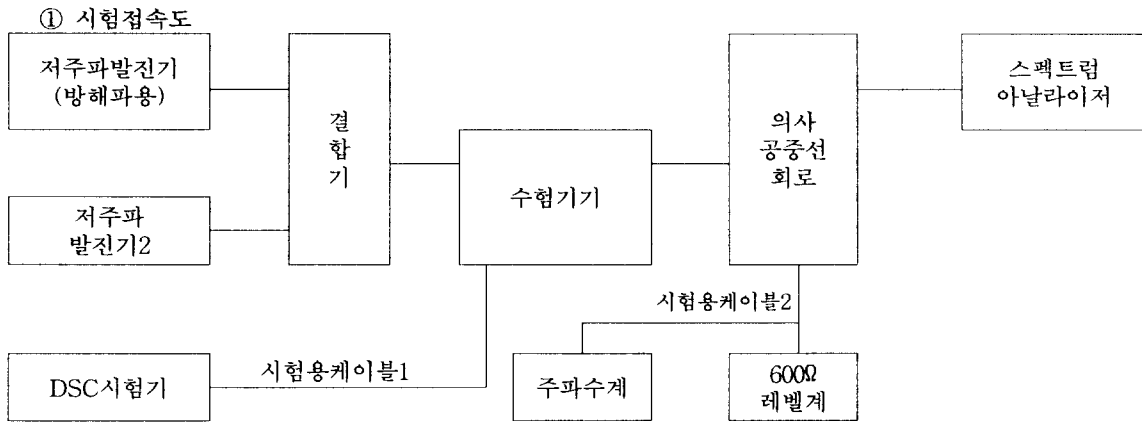 ① 시험접속도
저주파발진기
(방해파용)
결
합
기
의사
공중선
회로
스펙트럼
아날라이저
수험기기
저주파
발진기2
시험용케이블2
DSC시험기
시험용케이블1
주파수계
600Ω
레벨계